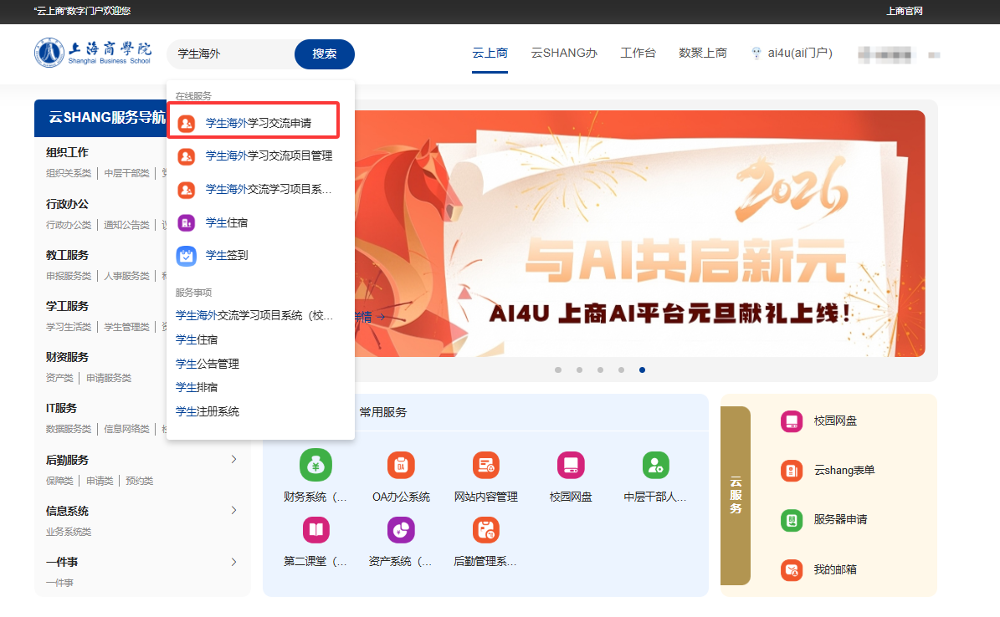 “云上商”数字门户欢迎您
上商官网
上海商學院
Shanghai Business School
学生海外
搜索
云上商
云SHANG办
工作台
数聚上商
ai4u(ai门户)
在线服务
学生海外学习交流申请
学生海外学习交流项目管理
学生海外交流学习项目系...
学生住宿
学生签到
服务事项
学生海外交流学习项目系统（校...
学生住宿
学生公告管理
学生排宿
学生注册系统
云SHANG服务导航
组织工作
组织关系类 | 中层干部类 |
行政办公
行政办公类 | 通知公告类 |
教工服务
申报服务类 | 人事服务类 |
学工服务
学习生活类 | 学生管理类 |
财资服务
资产类 | 申请服务类
IT服务
数据服务类 | 信息网络类 |
后勤服务
保障类 | 申请类 | 预约类
信息系统
业务系统类
一件事
一件事
2026
与AI共启新元
AI4U 上商AI平台元旦献礼上线!
详情 →
常用服务
财务系统（...
OA办公系统
网站内容管理
校园网盘
中层干部人...
第二课堂（...
资产系统（...
后勤管理系...
云服务
校园网盘
云shang表单
服务器申请
我的邮箱